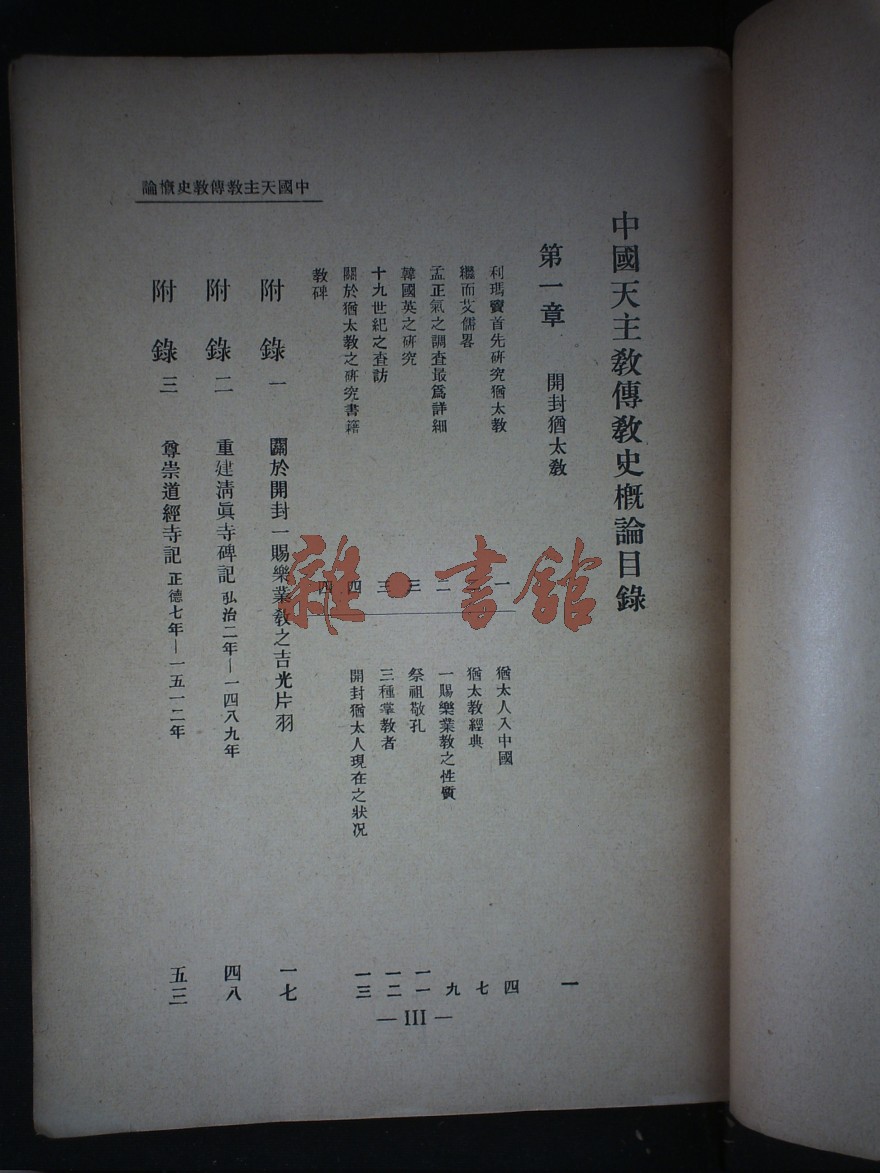 中國天主教傳教史概論
中國天主教傳教史概論目錄
第一章 開封猶太教 一
利瑪竇首先研究猶太教 一
繼而艾儒畧
孟正氣之調查最爲詳細 二
韓國英之研究 三
十九世紀之査訪 三
關於猶太教之研究書籍 四
教碑 四
猶太人入中國 四
猶太教經典 七
一賜樂業教之性質 九
祭祖敬孔 一一
三種掌教者 一二
開封猶太人現在之狀况 一三
附錄一 關於開封一賜樂業教之吉光片羽 一七
附錄二 重建淸眞寺碑記 弘治二年—一四八九年 四八
附錄三 尊崇道經寺記 正德七年—一五一二年 五三
— III —
雜·書館